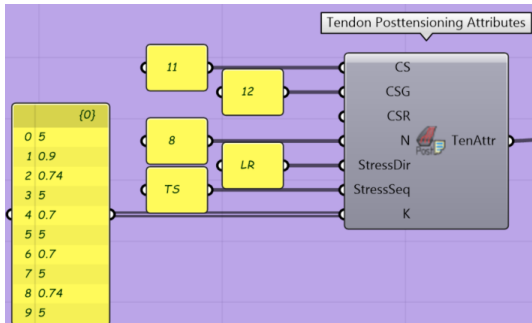 Tendon Posttensioning Attributes
11
12
8
LR
TS
CS
CSG
CSR
N
StressDir
StressSeq
K
Post
TenAttr
{0}
0 5
1 0.9
2 0.74
3 5
4 0.7
5 5
6 0.7
7 5
8 0.74
9 5